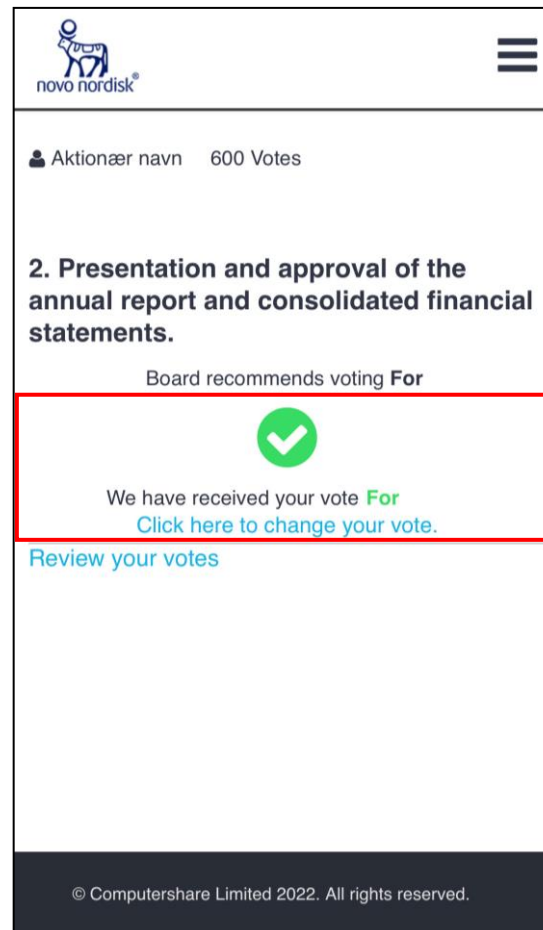 novo nordisk®
Aktionær navn 600 Votes
2. Presentation and approval of the
annual report and consolidated financial
statements.
Board recommends voting For
We have received your vote For
Click here to change your vote.
Review your votes
© Computershare Limited 2022. All rights reserved.